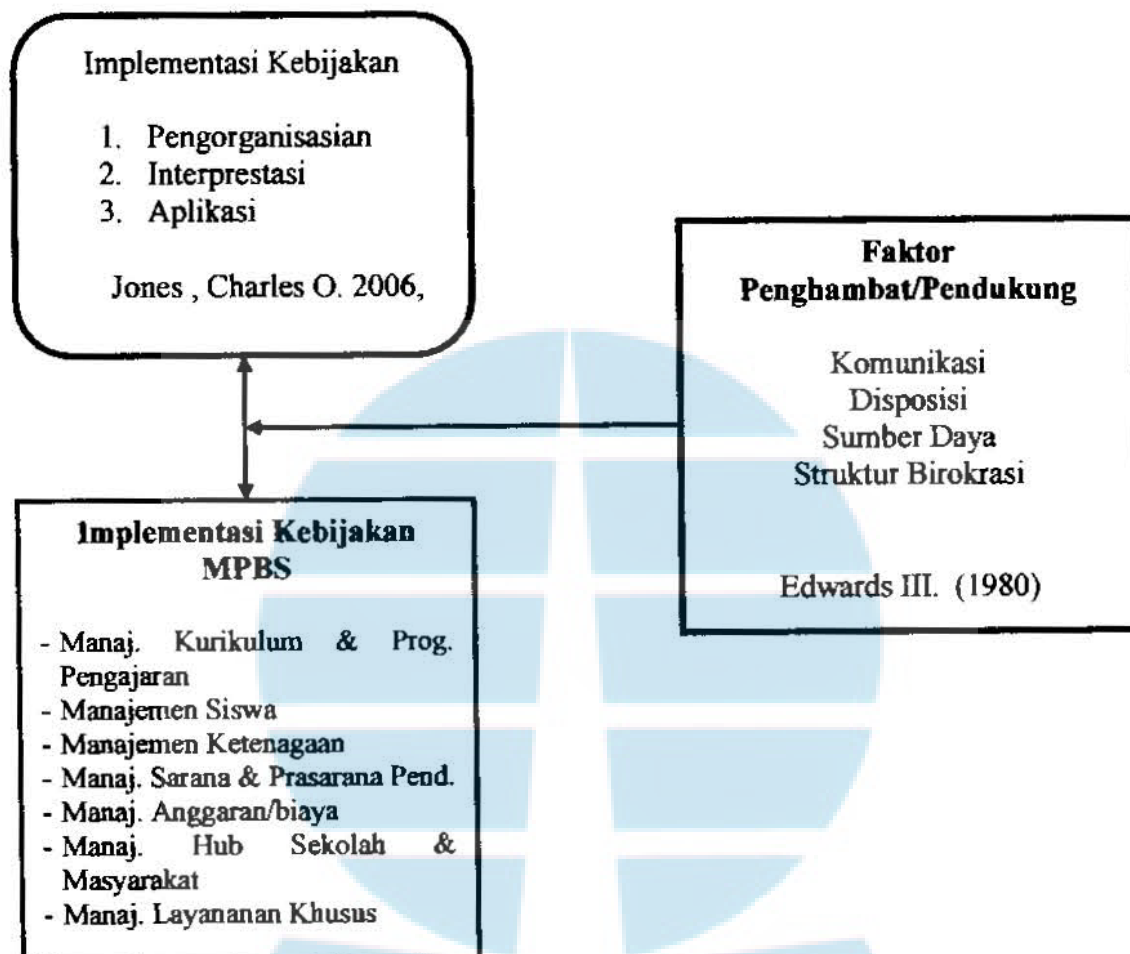 Implementasi Kebijakan
1. Pengorganisasian
2. Interprestasi
3. Aplikasi
Jones , Charles O. 2006,
Faktor
Penghambat/Pendukung
Komunikasi
Disposisi
Sumber Daya
Struktur Birokrasi
Edwards III. (1980)
Implementasi Kebijakan
MPBS
- Manaj. Kurikulum & Prog.
Pengajaran
- Manajemen Siswa
- Manajemen Ketenagaan
- Manaj. Sarana & Prasarana Pend.
- Manaj. Anggaran/biaya
- Manaj. Hub Sekolah &
Masyarakat
- Manaj. Layananan Khusus